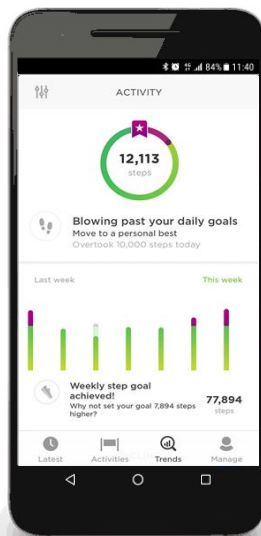 84% 11:40
ACTIVITY
12,113
steps
Blowing past your daily goals
Move to a personal best
Overtook 10,000 steps today
Last week
This week
Weekly step goal
achieved!
Why not set your goal 7,894 steps
higher?
77,894
steps
Latest
Activities
Trends
Manage